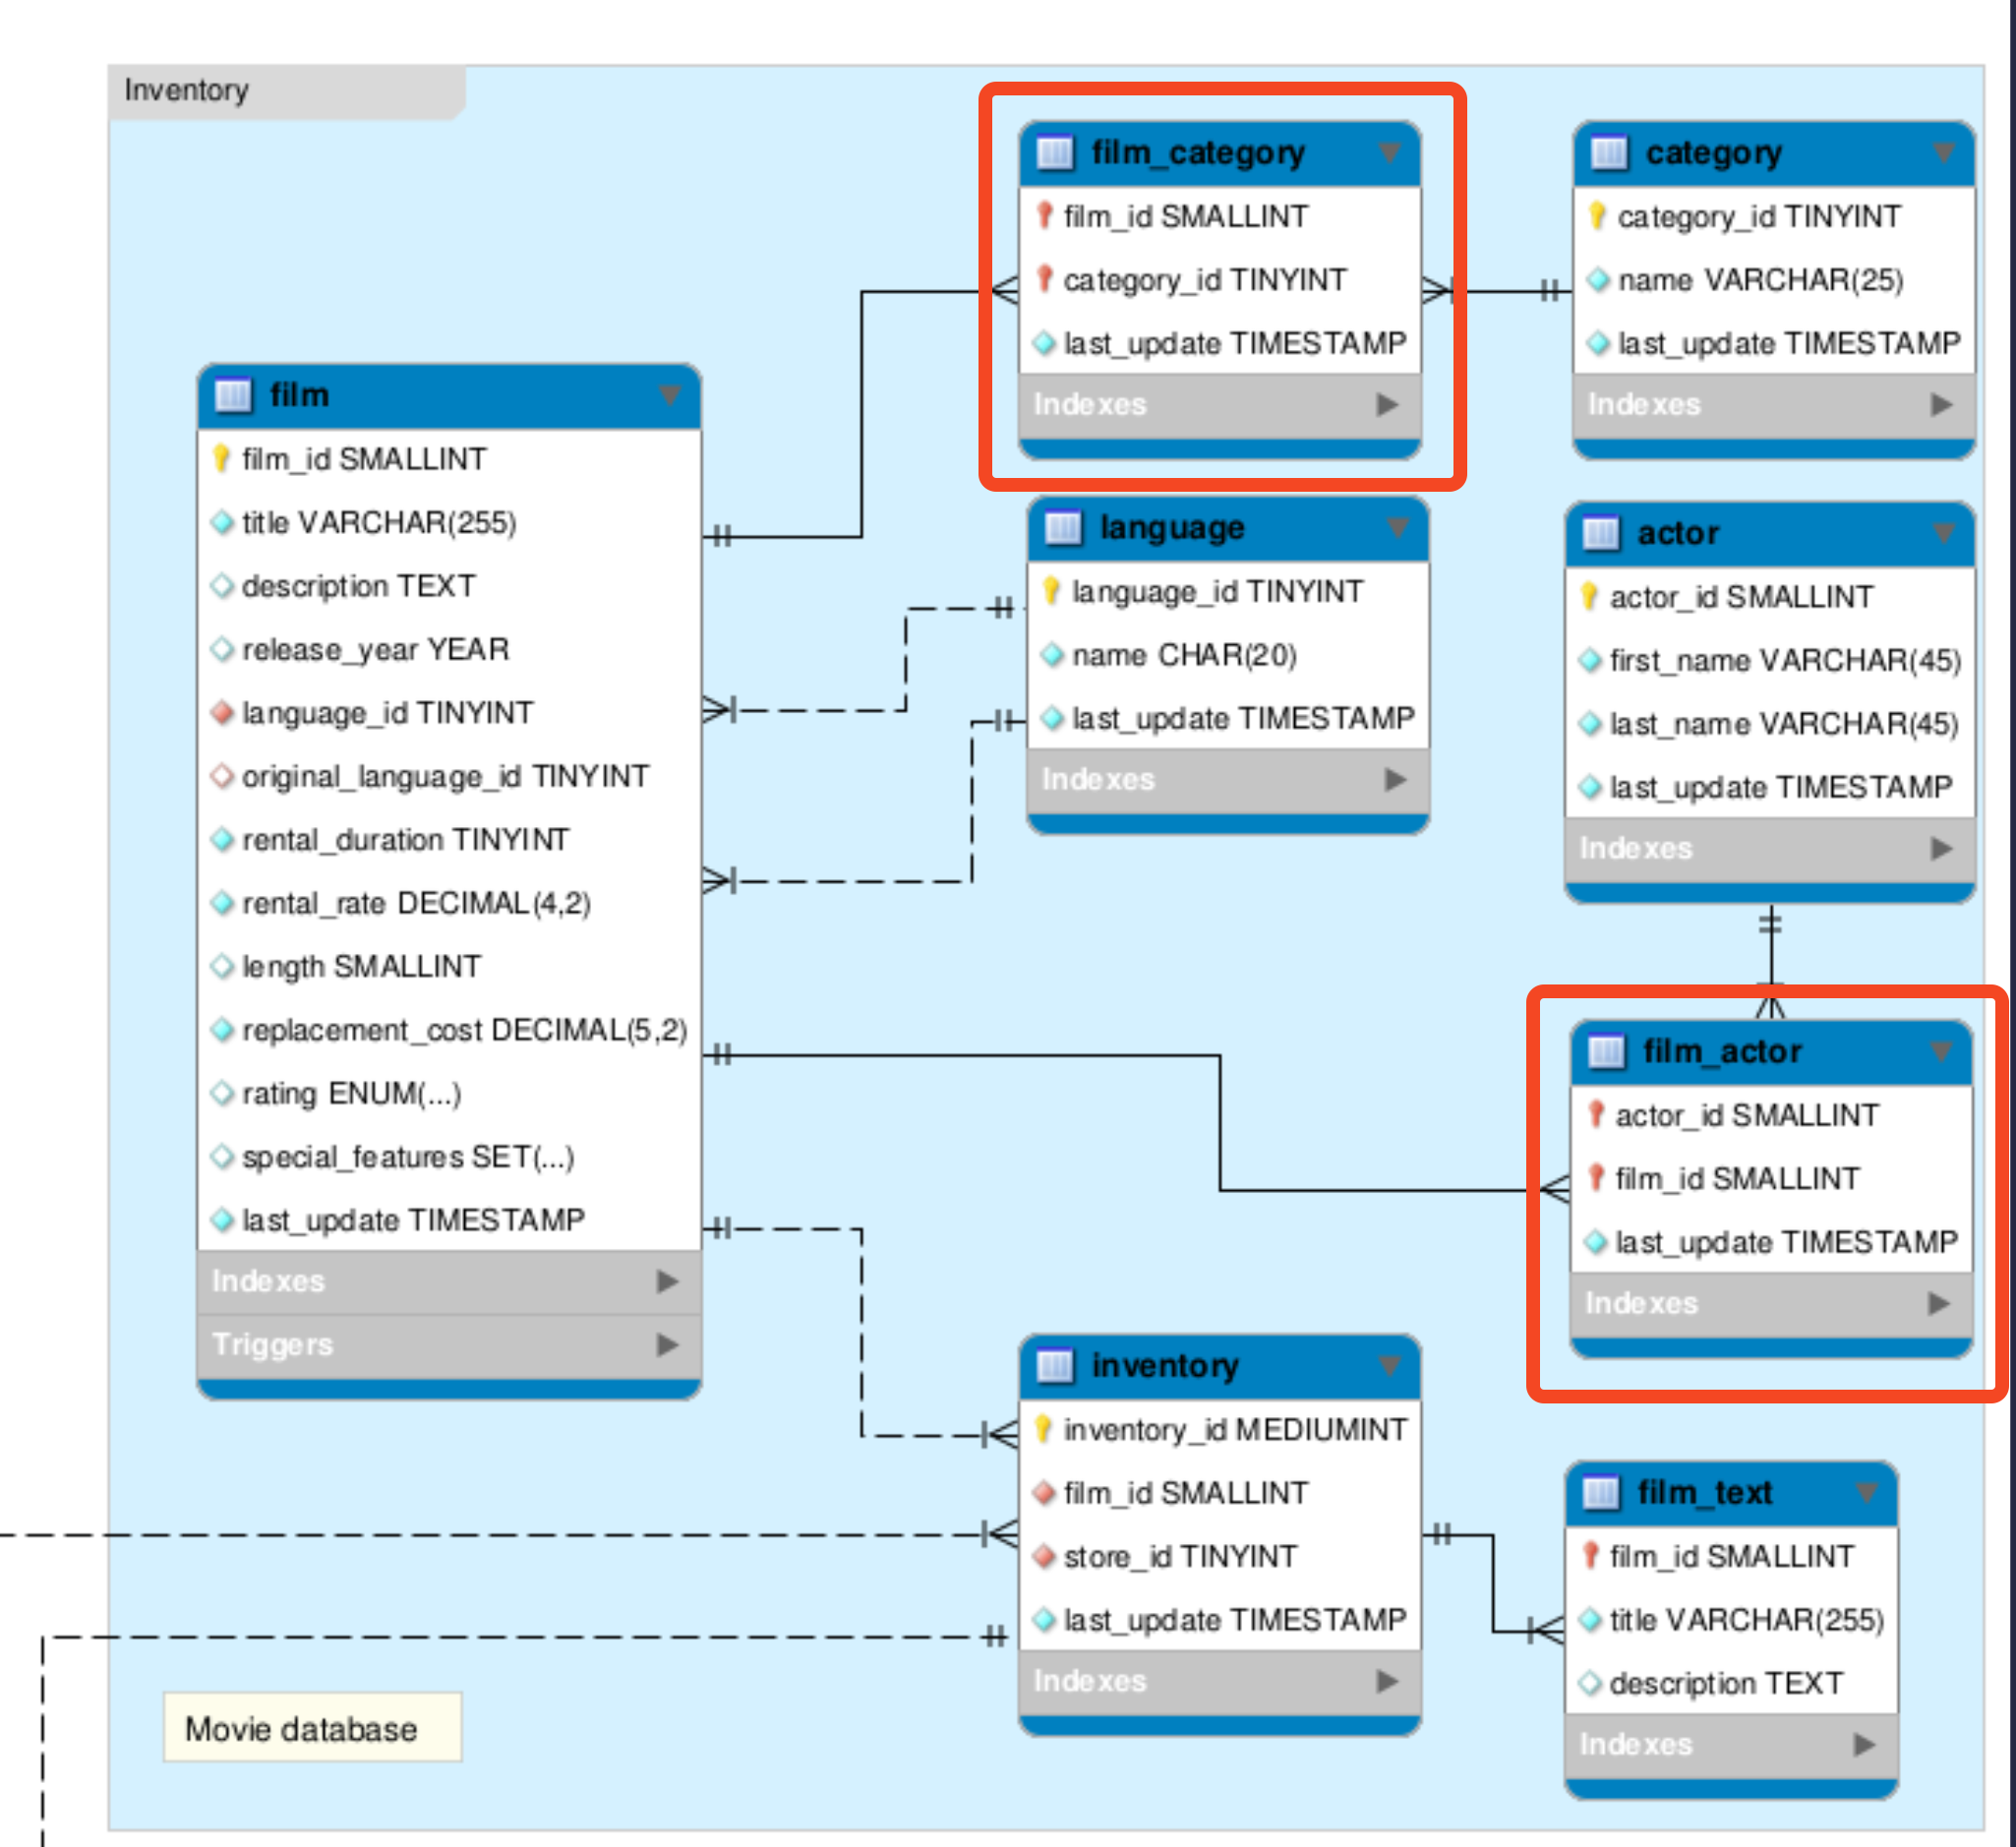 Inventory
film_category
film_id SMALLINT
category_id TINYINT
last_update TIMESTAMP
Indexes
category
category_id TINYINT
name VARCHAR(25)
last_update TIMESTAMP
Indexes
film
film_id SMALLINT
title VARCHAR(255)
description TEXT
release_year YEAR
language_id TINYINT
original_language_id TINYINT
rental_duration TINYINT
rental_rate DECIMAL(4,2)
length SMALLINT
replacement_cost DECIMAL(5,2)
rating ENUM(...)
special_features SET(...)
last_update TIMESTAMP
Indexes
Triggers
language
language_id TINYINT
name CHAR(20)
last_update TIMESTAMP
Indexes
actor
actor_id SMALLINT
first_name VARCHAR(45)
last_name VARCHAR(45)
last_update TIMESTAMP
Indexes
film_actor
actor_id SMALLINT
film_id SMALLINT
last_update TIMESTAMP
Indexes
inventory
inventory_id MEDIUMINT
film_id SMALLINT
store_id TINYINT
last_update TIMESTAMP
Indexes
film_text
film_id SMALLINT
title VARCHAR(255)
description TEXT
Indexes
Movie database